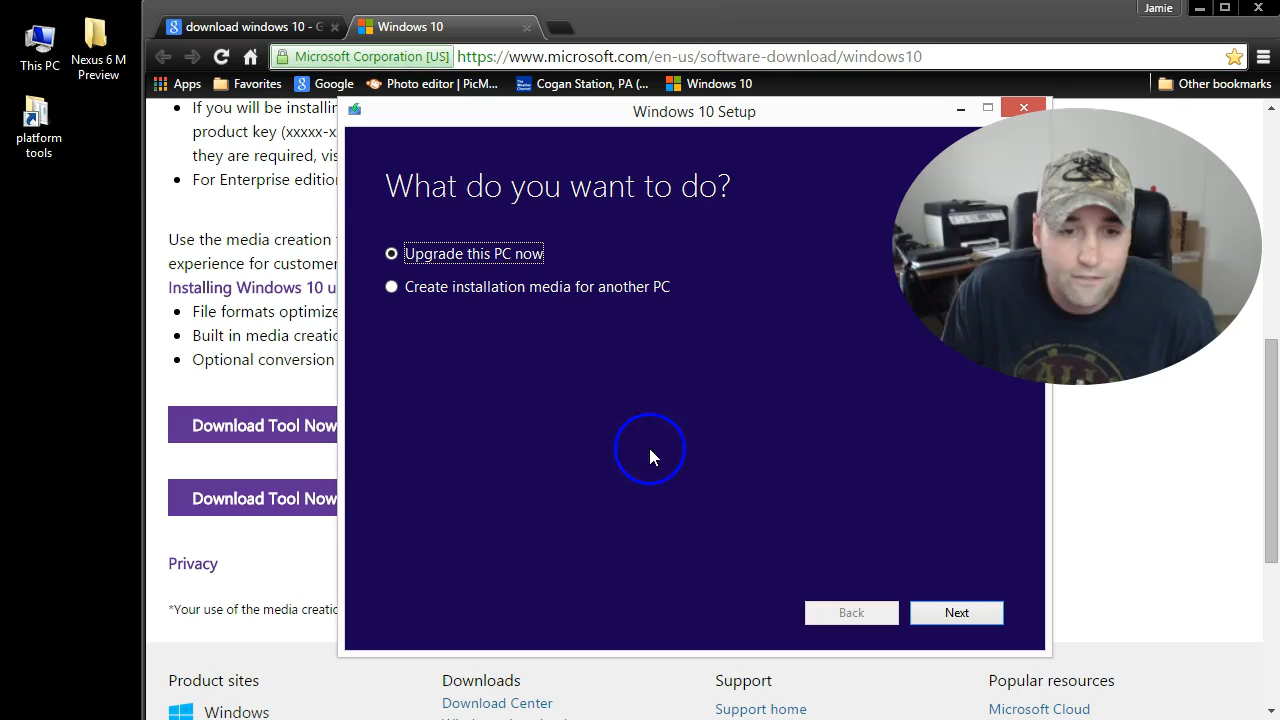 Jamie
download windows 10 - G
Windows 10
Microsoft Corporation [US]
https://www.microsoft.com/en-us/software-download/windows10
Apps
Favorites
Google
Photo editor | PicM...
Cogan Station, PA (...
Windows 10
Other bookmarks
This PC
Nexus 6 M
Preview
platform
tools
If you will be installin
product key (xxxxx-x
they are required, vis
For Enterprise edition
Use the media creation
experience for custome
Installing Windows 10 u
File formats optimize
Built in media creatio
Optional conversion
Download Tool Now
Download Tool Now
Privacy
*Your use of the media creatio
Windows 10 Setup
What do you want to do?
Upgrade this PC now
Create installation media for another PC
Back
Next
Product sites
Windows
Downloads
Download Center
Support
Support home
Popular resources
Microsoft Cloud